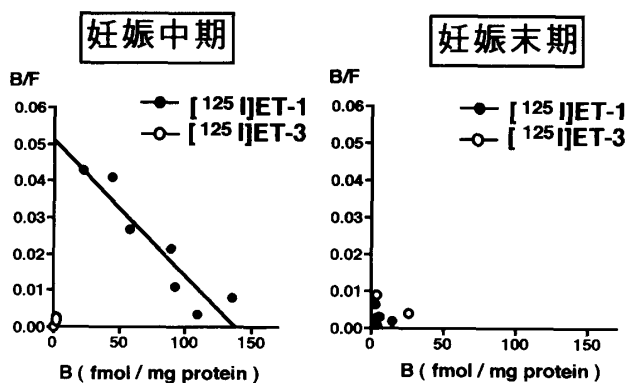 妊娠中期
B/F
[125I]ET-1
[125I]ET-3
0.06
0.05
0.04
0.03
0.02
0.01
0.00
0 50 100 150
B ( fmol / mg protein )
妊娠末期
B/F
[125I]ET-1
[125I]ET-3
0.06
0.05
0.04
0.03
0.02
0.01
0.00
0 50 100 150
B ( fmol / mg protein )